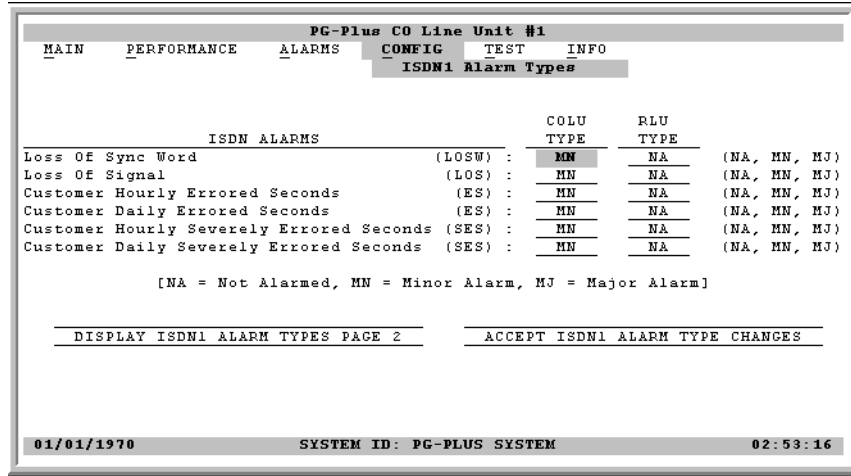 PG-Plus CO Line Unit #1
MAIN PERFORMANCE ALARMS CONFIG TEST INFO
ISDN1 Alarm Types
COLU RLU
ISDN ALARMS TYPE TYPE
Loss Of Sync Word (LOSW) : MN NA (NA, MN, MJ)
Loss Of Signal (LOS) : MN NA (NA, MN, MJ)
Customer Hourly Errored Seconds (ES) : MN NA (NA, MN, MJ)
Customer Daily Errored Seconds (ES) : MN NA (NA, MN, MJ)
Customer Hourly Severely Errored Seconds (SES) : MN NA (NA, MN, MJ)
Customer Daily Severely Errored Seconds (SES) : MN NA (NA, MN, MJ)
[NA = Not Alarmed, MN = Minor Alarm, MJ = Major Alarm]
DISPLAY ISDN1 ALARM TYPES PAGE 2 ACCEPT ISDN1 ALARM TYPE CHANGES
01/01/1970 SYSTEM ID: PG-PLUS SYSTEM 02:53:16